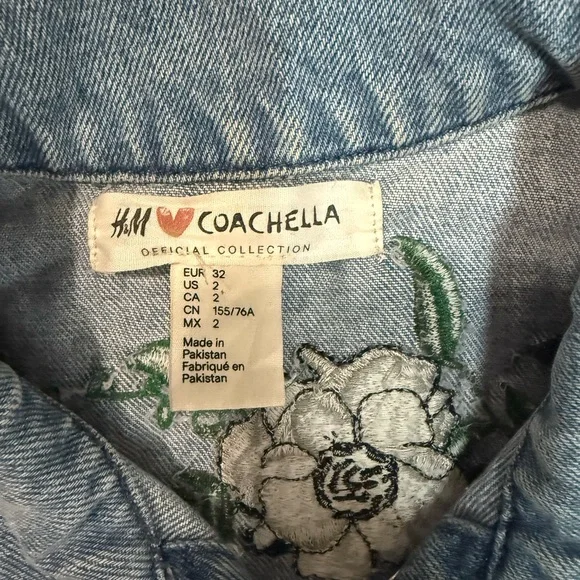 H&M COACHELLA
OFFICIAL COLLECTION
EUR 32
US 2
CA 2
CN 155/76A
MX 2
Made in
Pakistan
Fabriqué en
Pakistan